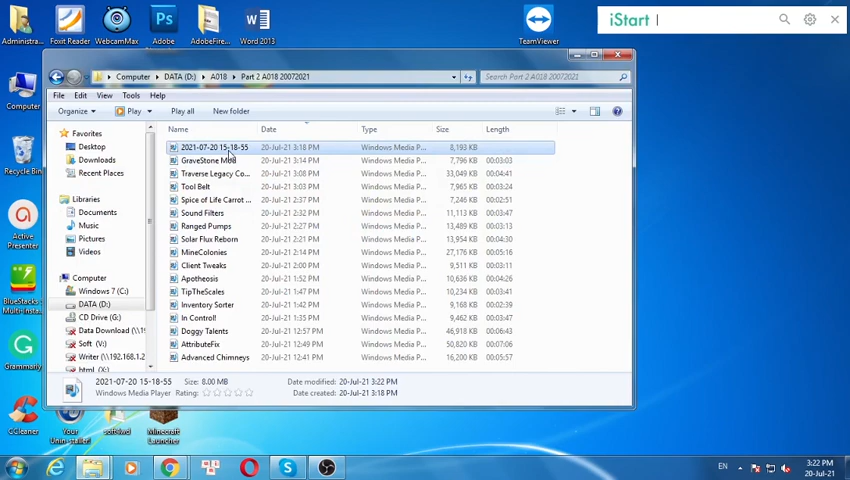 Administra...
Foxit Reader
WebcamMax
Adobe
AdobeFire...
Word 2013
TeamViewer
iStart
Computer
DATA (D:)
A018
Part 2 A018 20072021
Search Part 2 A018 20072021
File Edit View Tools Help
Organize Play Play all New folder
Name Date Type Size Length
2021-07-20 15-18-55 20-Jul-21 3:18 PM Windows Media P... 8,193 KB
GraveStone Mod 20-Jul-21 3:14 PM Windows Media P... 7,796 KB 00:03:03
Traverse Legacy Co... 20-Jul-21 3:08 PM Windows Media P... 33,049 KB 00:04:41
Tool Belt 20-Jul-21 3:03 PM Windows Media P... 7,965 KB 00:03:24
Spice of Life Carrot ... 20-Jul-21 2:37 PM Windows Media P... 7,246 KB 00:02:51
Sound Filters 20-Jul-21 2:32 PM Windows Media P... 11,113 KB 00:03:47
Ranged Pumps 20-Jul-21 2:27 PM Windows Media P... 13,489 KB 00:03:13
Solar Flux Reborn 20-Jul-21 2:21 PM Windows Media P... 13,954 KB 00:04:30
MineColonies 20-Jul-21 2:14 PM Windows Media P... 27,176 KB 00:05:16
Client Tweaks 20-Jul-21 2:02 PM Windows Media P... 9,511 KB 00:03:11
Apotheosis 20-Jul-21 1:52 PM Windows Media P... 10,636 KB 00:03:22
TipTheScales 20-Jul-21 1:47 PM Windows Media P... 10,234 KB 00:03:41
Inventory Sorter 20-Jul-21 1:42 PM Windows Media P... 9,168 KB 00:02:39
In Control! 20-Jul-21 1:35 PM Windows Media P... 9,462 KB 00:03:47
Doggy Talents 20-Jul-21 12:57 PM Windows Media P... 46,918 KB 00:06:43
AttributeFix 20-Jul-21 12:49 PM Windows Media P... 50,820 KB 00:07:06
Advanced Chimneys 20-Jul-21 12:41 PM Windows Media P... 16,200 KB 00:05:57
Favorites
Desktop
Downloads
Recent Places
Libraries
Documents
Music
Pictures
Videos
Computer
Windows 7 (C:)
DATA (D:)
CD Drive (G:)
Data Download (\\19
Soft (V:)
Writer (\\192.168.1.2
html (X:)
2021-07-20 15-18-55 Size: 8.00 MB Date modified: 20-Jul-21 3:22 PM
Windows Media Player Rating: Date created: 20-Jul-21 3:18 PM
Computer
Recycle Bin
Active Presenter
BlueStacks Multi-Insta...
Grammarly
CCleaner
Your Unin-staller!
soft4wd
Minecraft Launcher
EN
3:22 PM
20-Jul-21